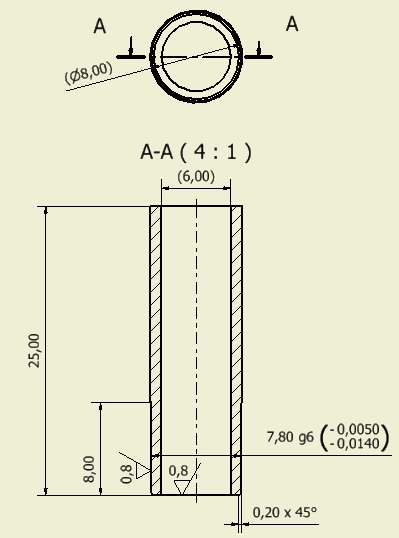 A
A
(Ø8,00)
A-A ( 4 : 1 )
(6,00)
25,00
8,00
0,8
0,8
7,80 g6 (-0,0050
-0,0140)
0,20 x 45°